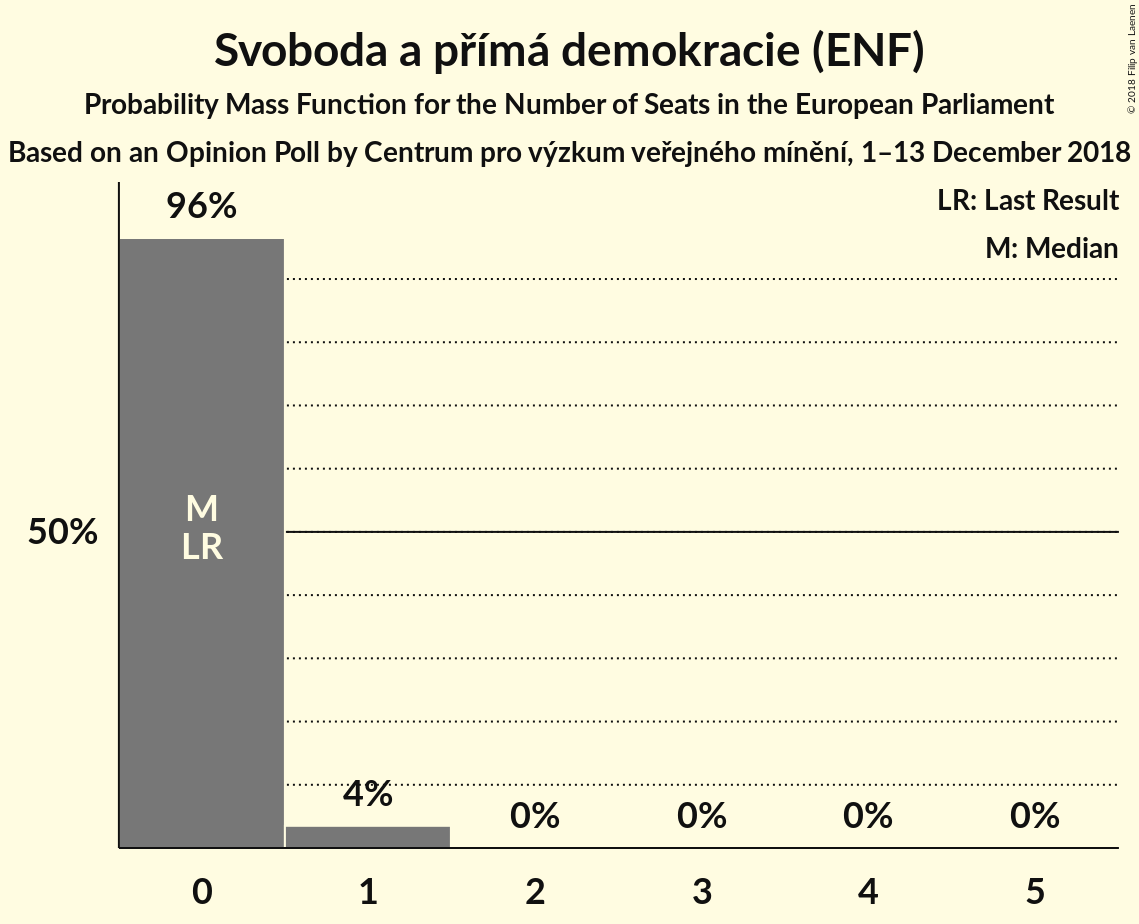 Svoboda a přímá demokracie (ENF)
Probability Mass Function for the Number of Seats in the European Parliament
Based on an Opinion Poll by Centrum pro výzkum veřejného mínění, 1–13 December 2018
© 2018 Filip van Laenen
LR: Last Result
M: Median
96%
M
LR
50%
4%
0%
0%
0%
0%
0
1
2
3
4
5